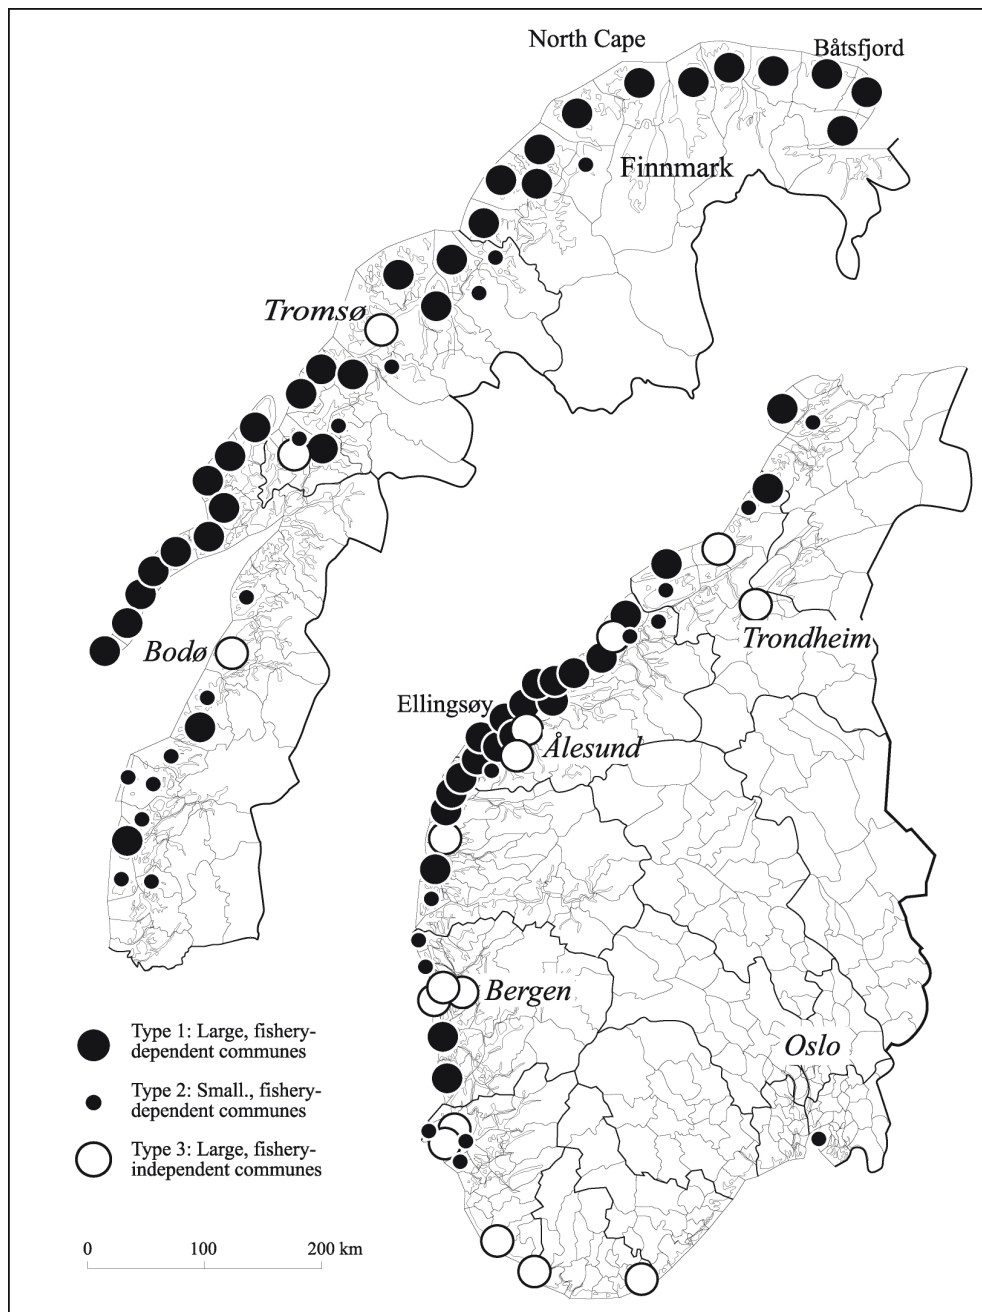 North Cape
Båtsfjord
Finnmark
Tromsø
Bodø
Trondheim
Ellingsøy
Ålesund
Bergen
Oslo
Type 1: Large, fishery-
dependent communes
Type 2: Small., fishery-
dependent communes
Type 3: Large, fishery-
independent communes
0 100 200 km